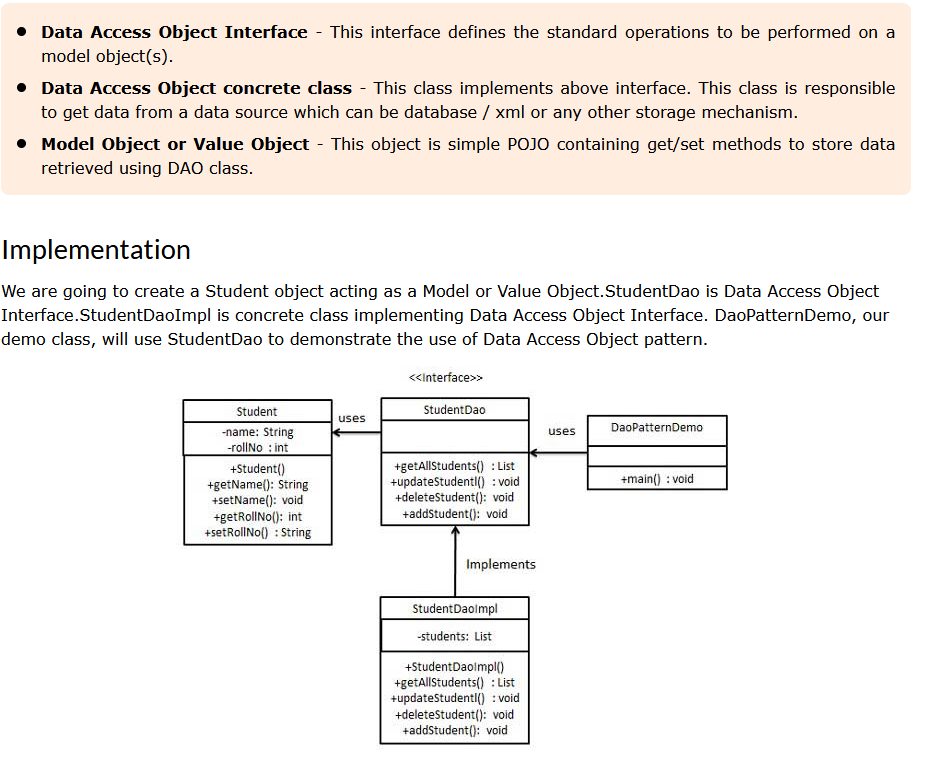 Data Access Object Interface - This interface defines the standard operations to be performed on a
model object(s).
Data Access Object concrete class - This class implements above interface. This class is responsible
to get data from a data source which can be database / xml or any other storage mechanism.
Model Object or Value Object - This object is simple POJO containing get/set methods to store data
retrieved using DAO class.
Implementation
We are going to create a Student object acting as a Model or Value Object.StudentDao is Data Access Object
Interface.StudentDaoImpl is concrete class implementing Data Access Object Interface. DaoPatternDemo, our
demo class, will use StudentDao to demonstrate the use of Data Access Object pattern.
<<Interface>>
Student
-name: String
-rollNo : int
+Student()
+getName(): String
+setName(): void
+getRollNo(): int
+setRollNo() : String
uses
StudentDao
+getAllStudents() : List
+updateStudentl() : void
+deleteStudent(): void
+addStudent(): void
uses
DaoPatternDemo
+main() : void
Implements
StudentDaoImpl
-students: List
+StudentDaoImpl()
+getAllStudents() : List
+updateStudentl() : void
+deleteStudent(): void
+addStudent(): void